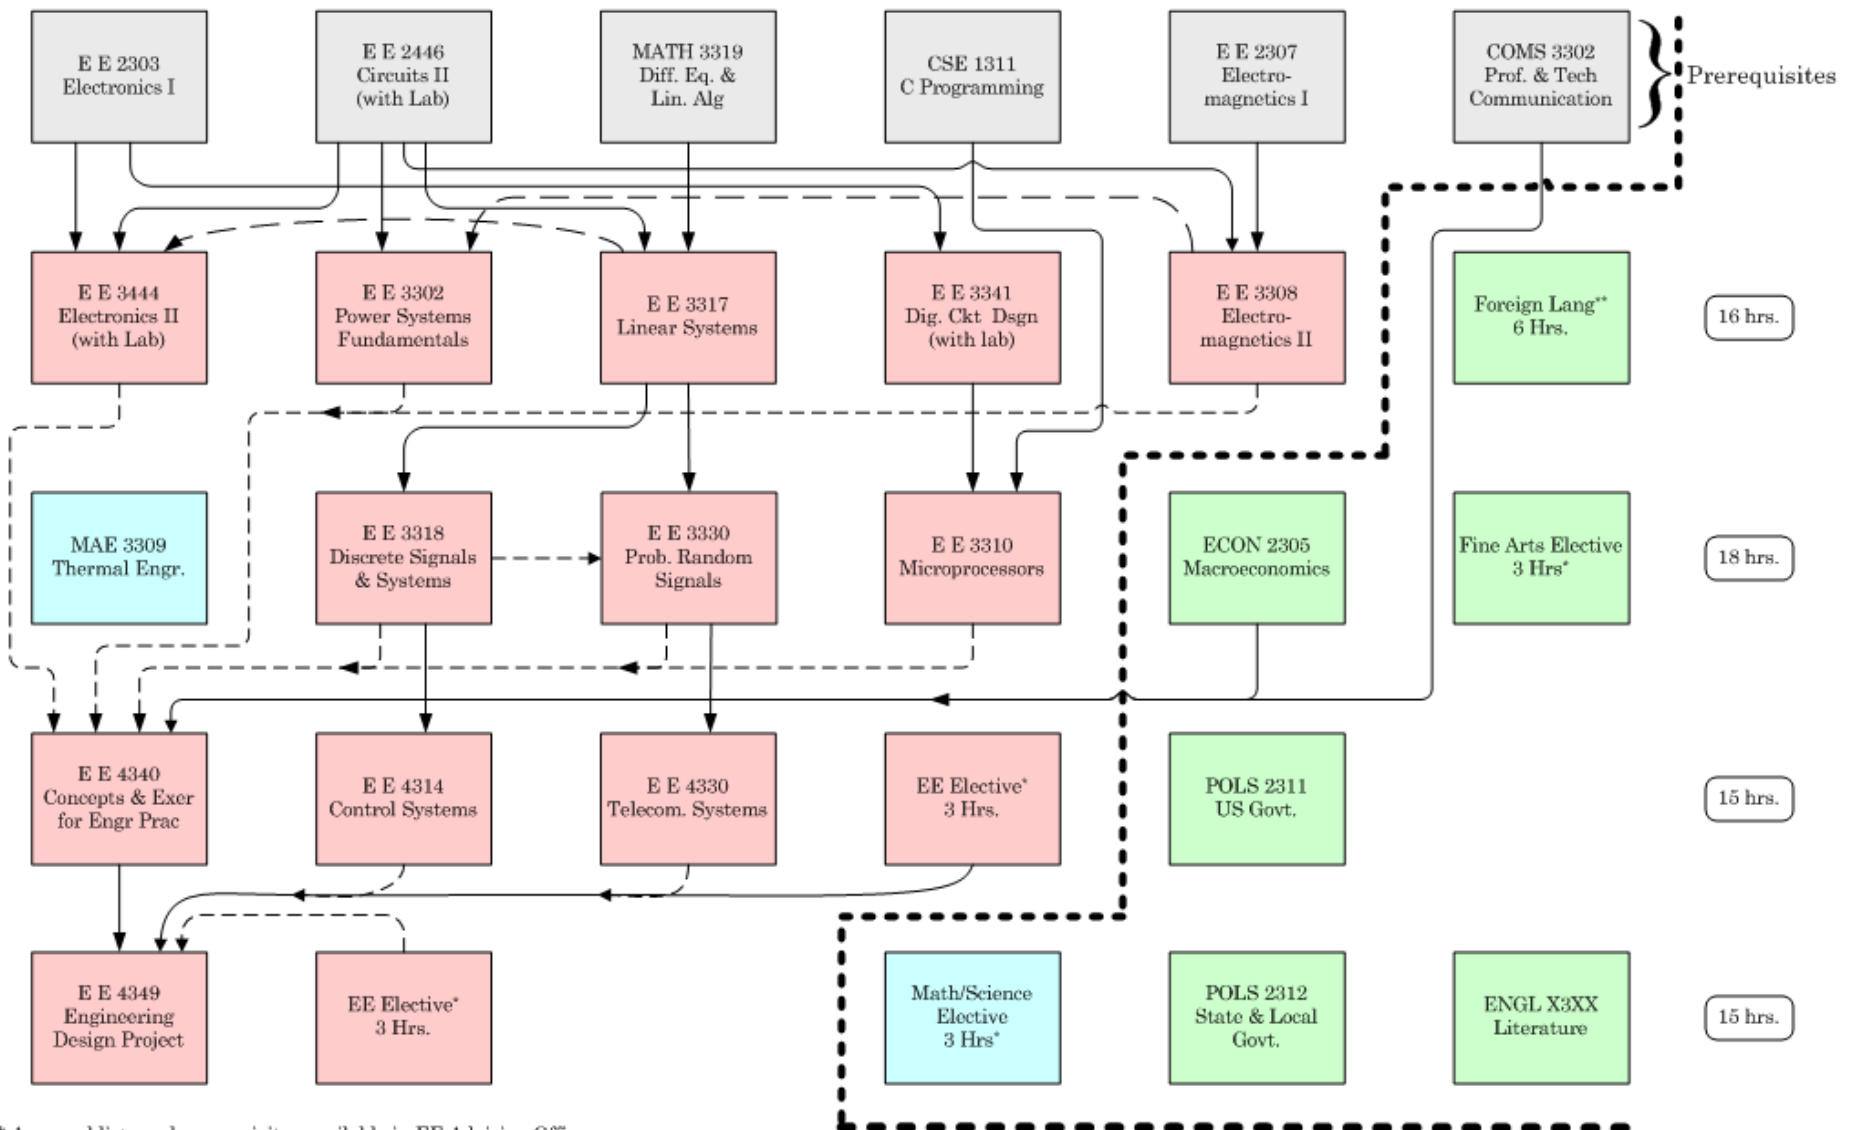 E E 2303
Electronics I
E E 2446
Circuits II
(with Lab)
MATH 3319
Diff. Eq. &
Lin. Alg
CSE 1311
C Programming
E E 2307
Electro-
magnetics I
COMS 3302
Prof. & Tech
Communication
Prerequisites
E E 3444
Electronics II
(with Lab)
E E 3302
Power Systems
Fundamentals
E E 3317
Linear Systems
E E 3341
Dig. Ckt Dsgn
(with lab)
E E 3308
Electro-
magnetics II
Foreign Lang**
6 Hrs.
16 hrs.
MAE 3309
Thermal Engr.
E E 3318
Discrete Signals
& Systems
E E 3330
Prob. Random
Signals
E E 3310
Microprocessors
ECON 2305
Macroeconomics
Fine Arts Elective
3 Hrs*
18 hrs.
E E 4340
Concepts & Exer
for Engr Prac
E E 4314
Control Systems
E E 4330
Telecom. Systems
EE Elective*
3 Hrs.
POLS 2311
US Govt.
15 hrs.
E E 4349
Engineering
Design Project
EE Elective*
3 Hrs.
Math/Science
Elective
3 Hrs*
POLS 2312
State & Local
Govt.
ENGL X3XX
Literature
15 hrs.